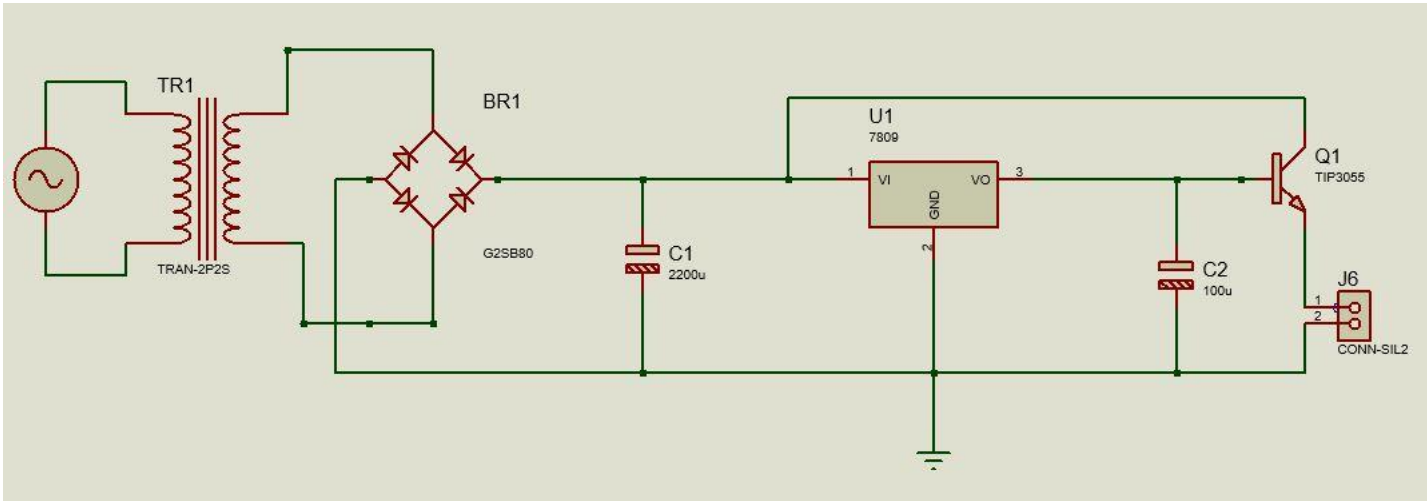 TR1
TRAN-2P2S
BR1
G2SB80
C1
2200u
U1
7809
1
VI
VO
3
GND
2
C2
100u
Q1
TIP3055
J6
1
2
CONN-SIL2